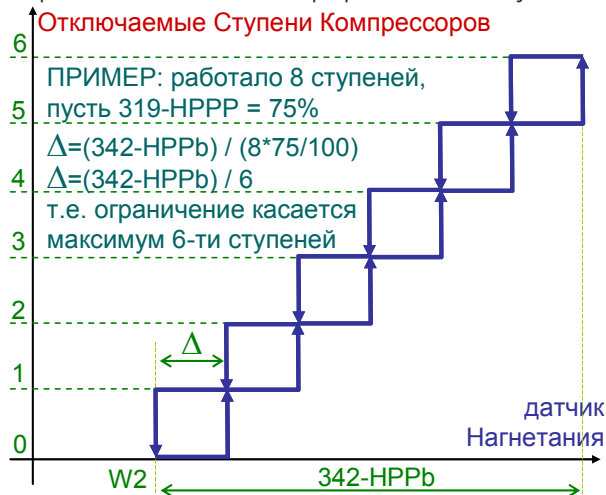 Отключаемые Ступени Компрессоров
6
ПРИМЕР: работало 8 ступеней,
пусть 319-HPPP = 75%
5
Δ=(342-HPPb) / (8*75/100)
Δ=(342-HPPb) / 6
4
т.е. ограничение касается
максимум 6-ти ступеней
3
2
Δ
1
датчик
Нагнетания
0
W2
342-HPPb